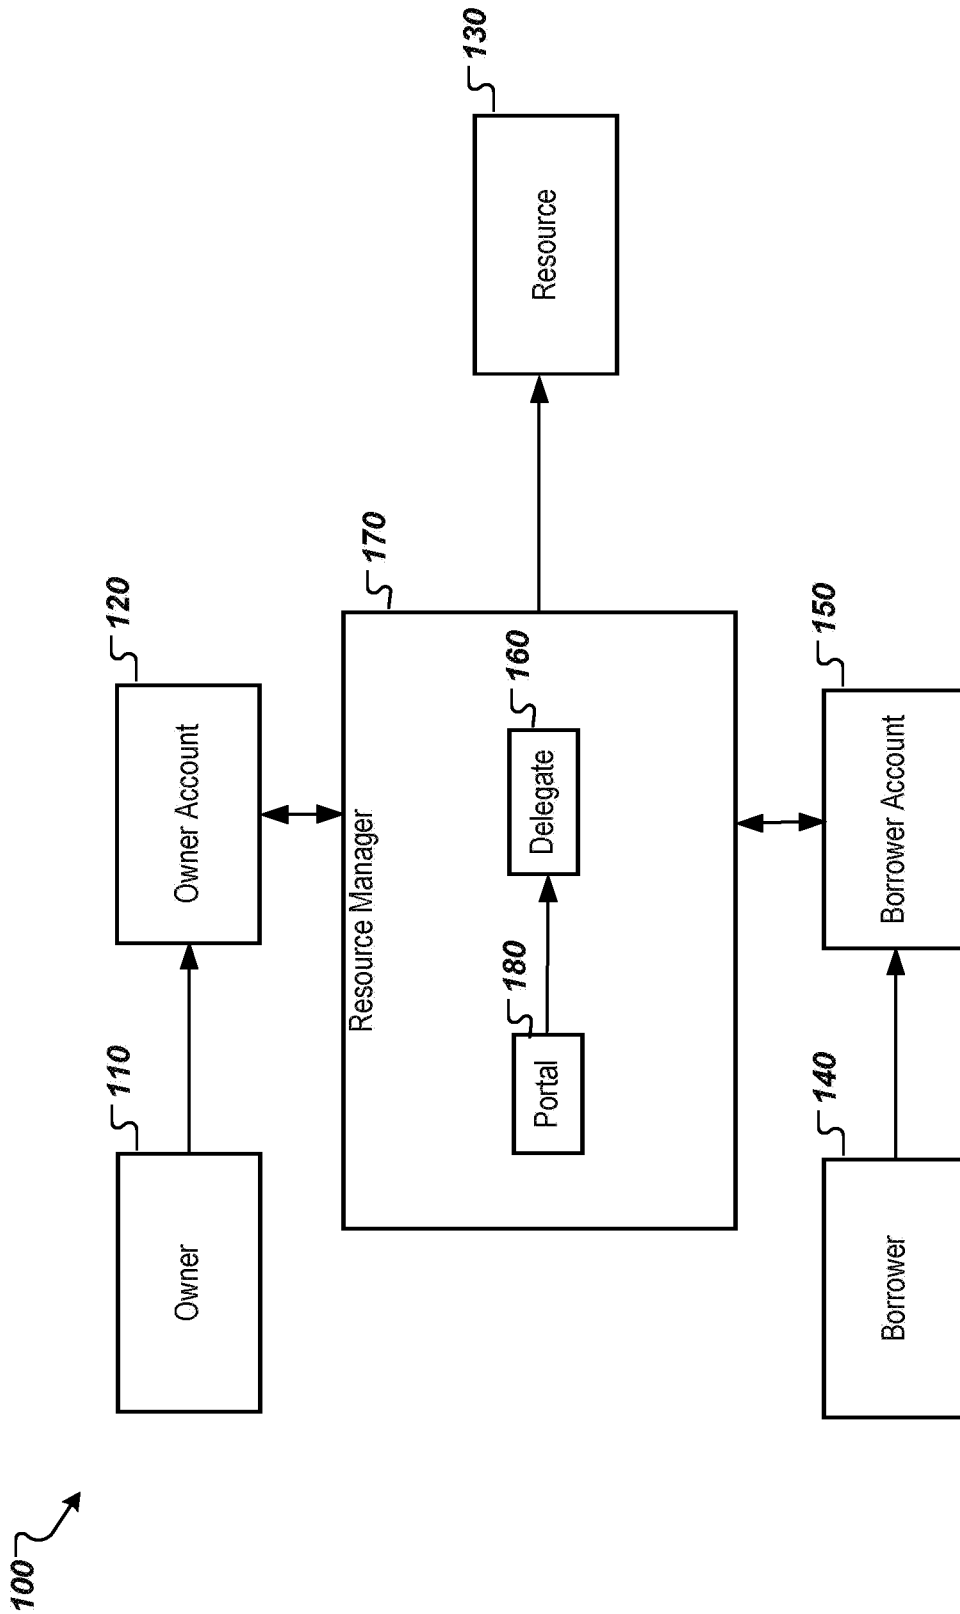 100
Owner
110
Owner Account
120
Resource Manager
170
Portal
180
Delegate
160
Resource
130
Borrower
140
Borrower Account
150